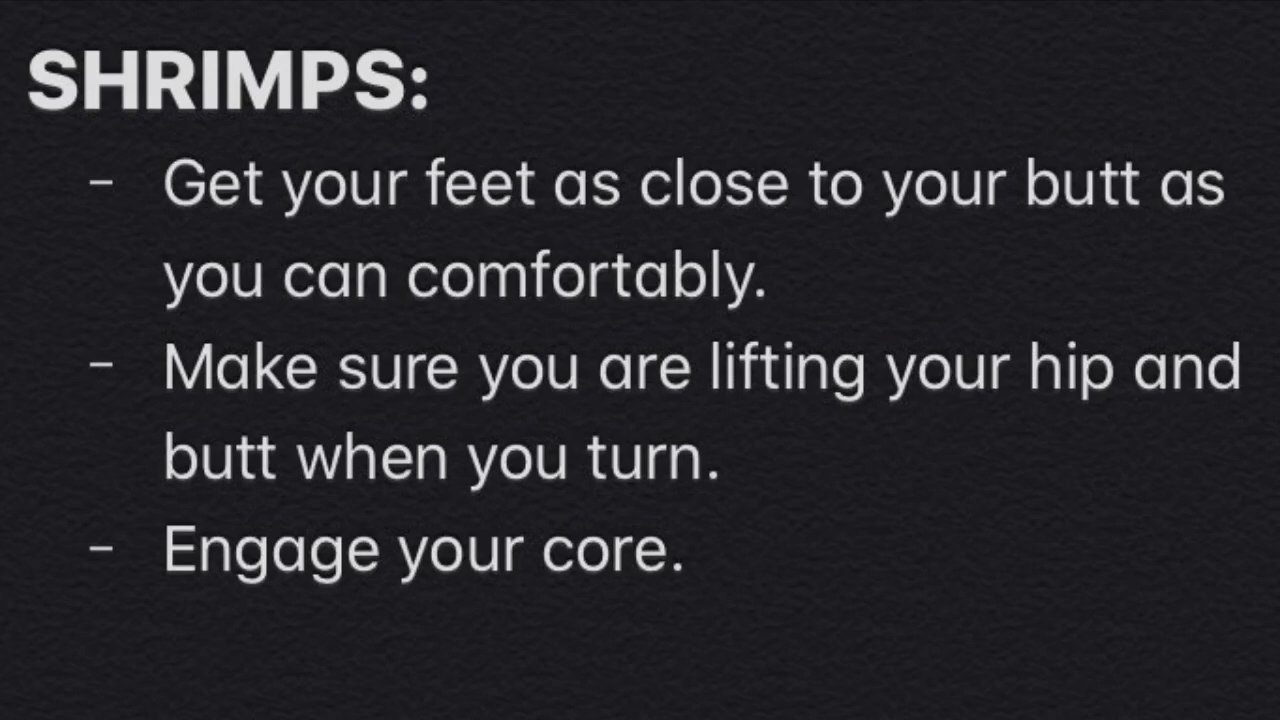 SHRIMPS:
- Get your feet as close to your butt as
you can comfortably.
- Make sure you are lifting your hip and
butt when you turn.
- Engage your core.